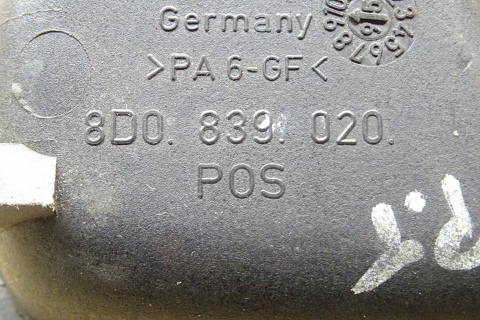 Germany
>PA 6-GF<
8D0. 839. 020.
POS